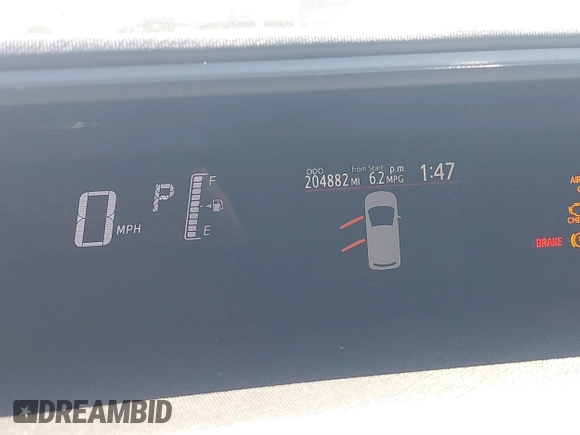 ODO From Start p.m.
204882 MI 6.2 MPG 1:47
0 MPH P F
E
AIR
CHE
BRAKE
DREAMBID